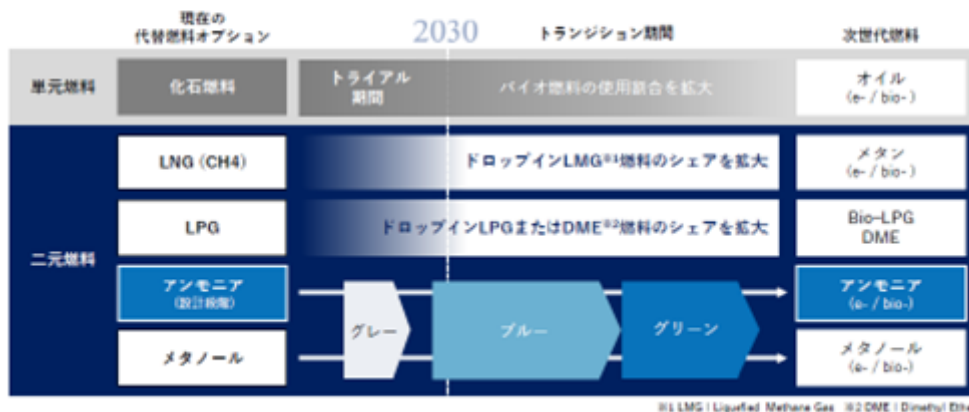 現在の
代替燃料オプション
2030
トランジション期間
次世代燃料
単元燃料
化石燃料
トライアル
期間
バイオ燃料の使用割合を拡大
オイル
(e- / bio-)
二元燃料
LNG (CH4)
ドロップインLMG※1燃料のシェアを拡大
メタン
(e- / bio-)
LPG
ドロップインLPGまたはDME※2燃料のシェアを拡大
Bio-LPG
DME
アンモニア
(設計段階)
グレー
ブルー
グリーン
アンモニア
(e- / bio-)
メタノール
メタノール
(e- / bio-)
※1 LMG | Liquefied Methane Gas ※2 DME | Dimethyl Ethe